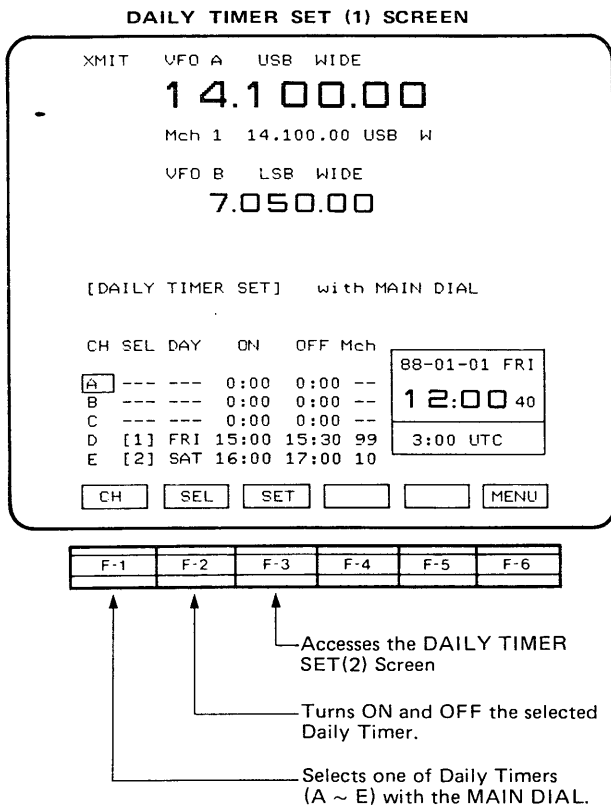 DAILY TIMER SET (1) SCREEN
XMIT VFO A USB WIDE
14.100.00
Mch 1 14.100.00 USB W
VFO B LSB WIDE
7.050.00
[DAILY TIMER SET] with MAIN DIAL
CH SEL DAY ON OFF Mch
A --- --- 0:00 0:00 --
B --- --- 0:00 0:00 --
C --- --- 0:00 0:00 --
D [1] FRI 15:00 15:30 99
E [2] SAT 16:00 17:00 10
88-01-01 FRI
12:00 40
3:00 UTC
CH SEL SET MENU
F-1 F-2 F-3 F-4 F-5 F-6
Accesses the DAILY TIMER
SET(2) Screen
Turns ON and OFF the selected
Daily Timer.
Selects one of Daily Timers
(A ~ E) with the MAIN DIAL.